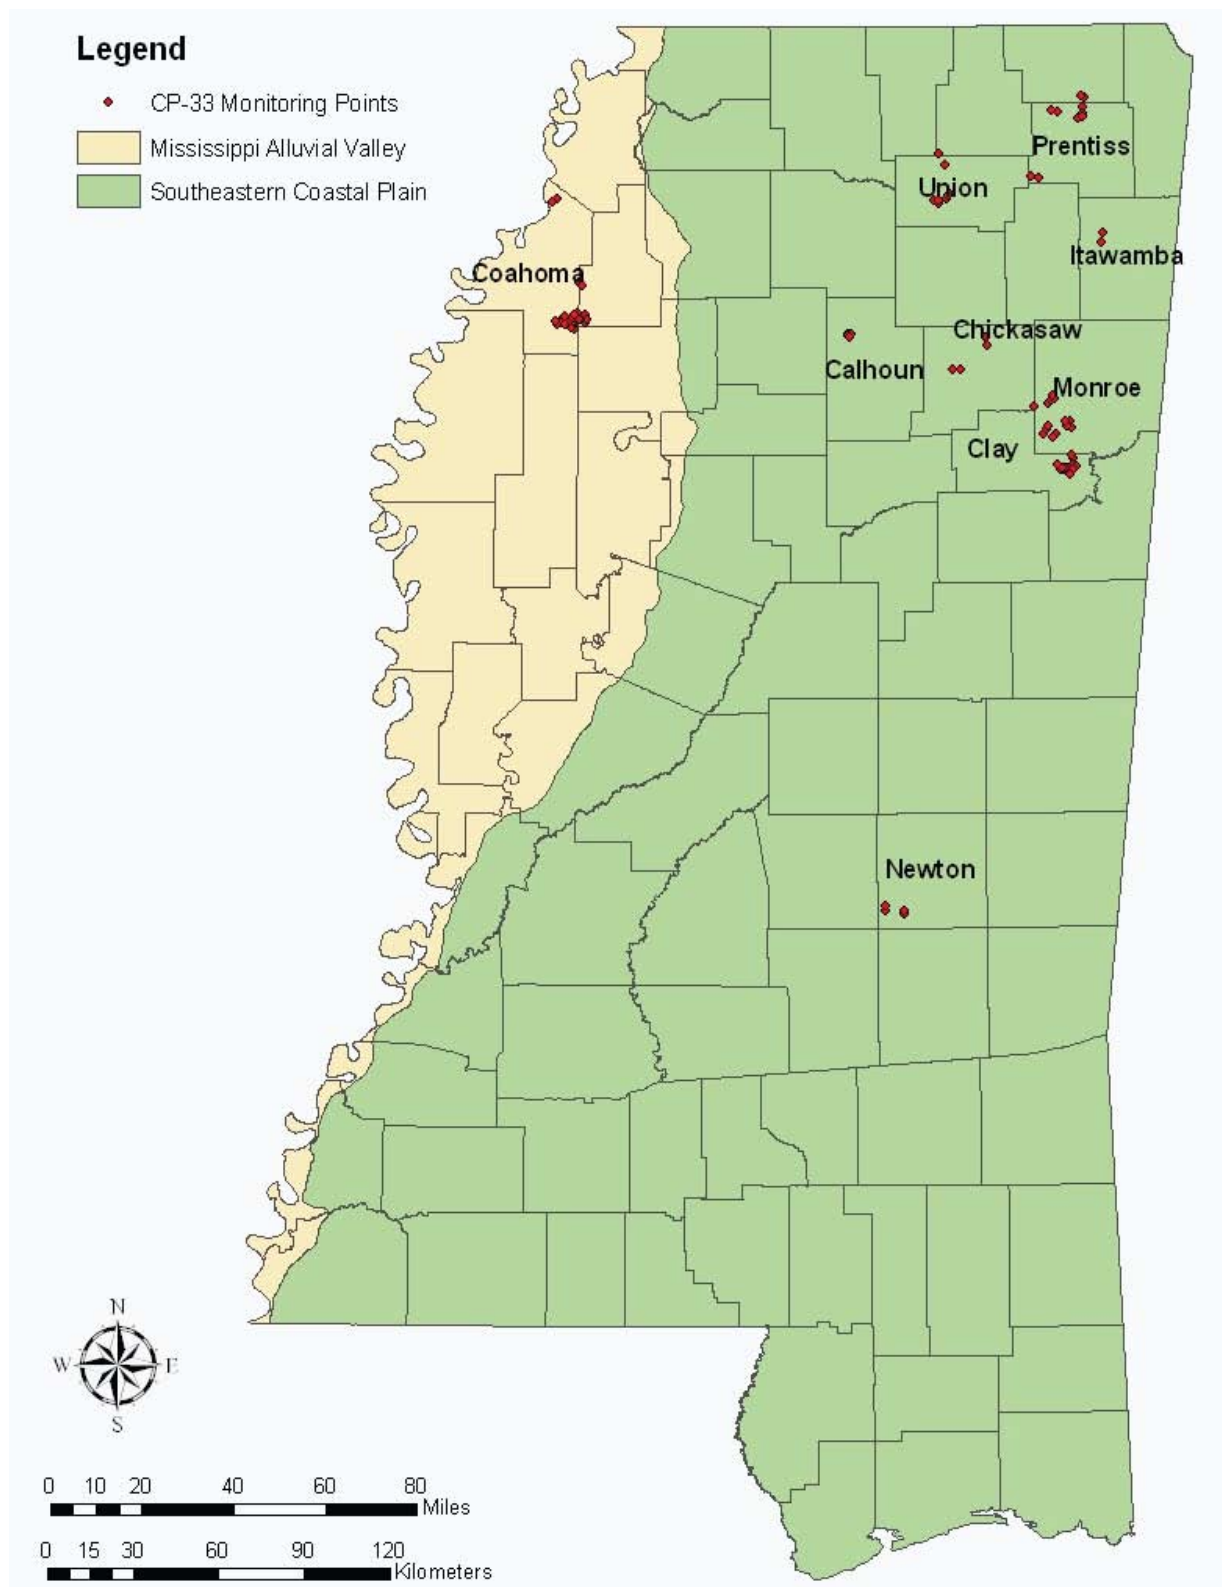 Legend
CP-33 Monitoring Points
Mississippi Alluvial Valley
Southeastern Coastal Plain
Prentiss
Union
Itawamba
Coahoma
Chickasaw
Calhoun
Monroe
Clay
Newton
N
W E
S
0 10 20 40 60 80
Miles
0 15 30 60 90 120
Kilometers